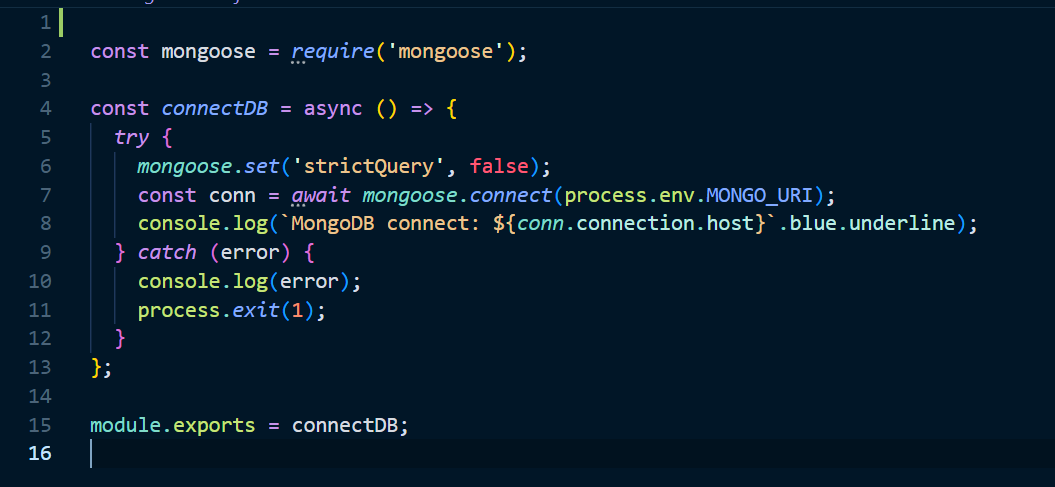 1
2 const mongoose = require('mongoose');
3
4 const connectDB = async () => {
5 try {
6 mongoose.set('strictQuery', false);
7 const conn = await mongoose.connect(process.env.MONGO_URI);
8 console.log(`MongoDB connect: ${conn.connection.host}`.blue.underline);
9 } catch (error) {
10 console.log(error);
11 process.exit(1);
12 }
13 };
14
15 module.exports = connectDB;
16